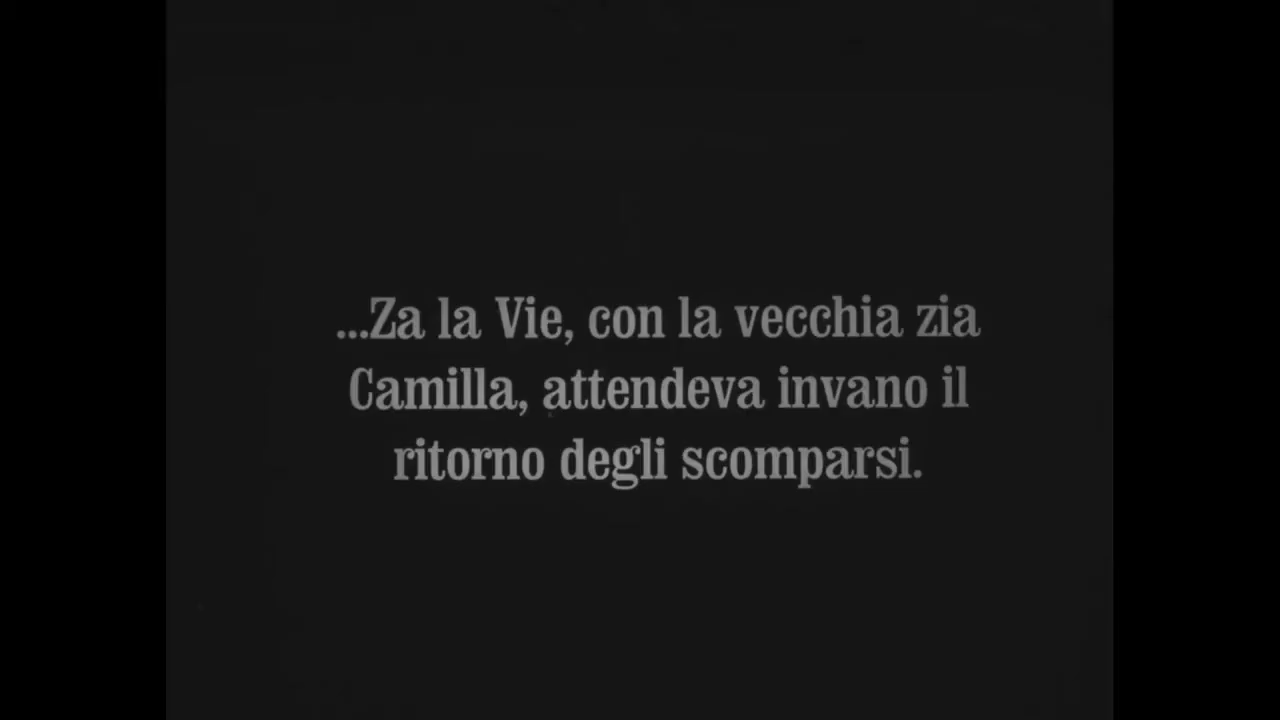 ...Za la Vie, con la vecchia zia
Camilla, attendeva invano il
ritorno degli scomparsi.